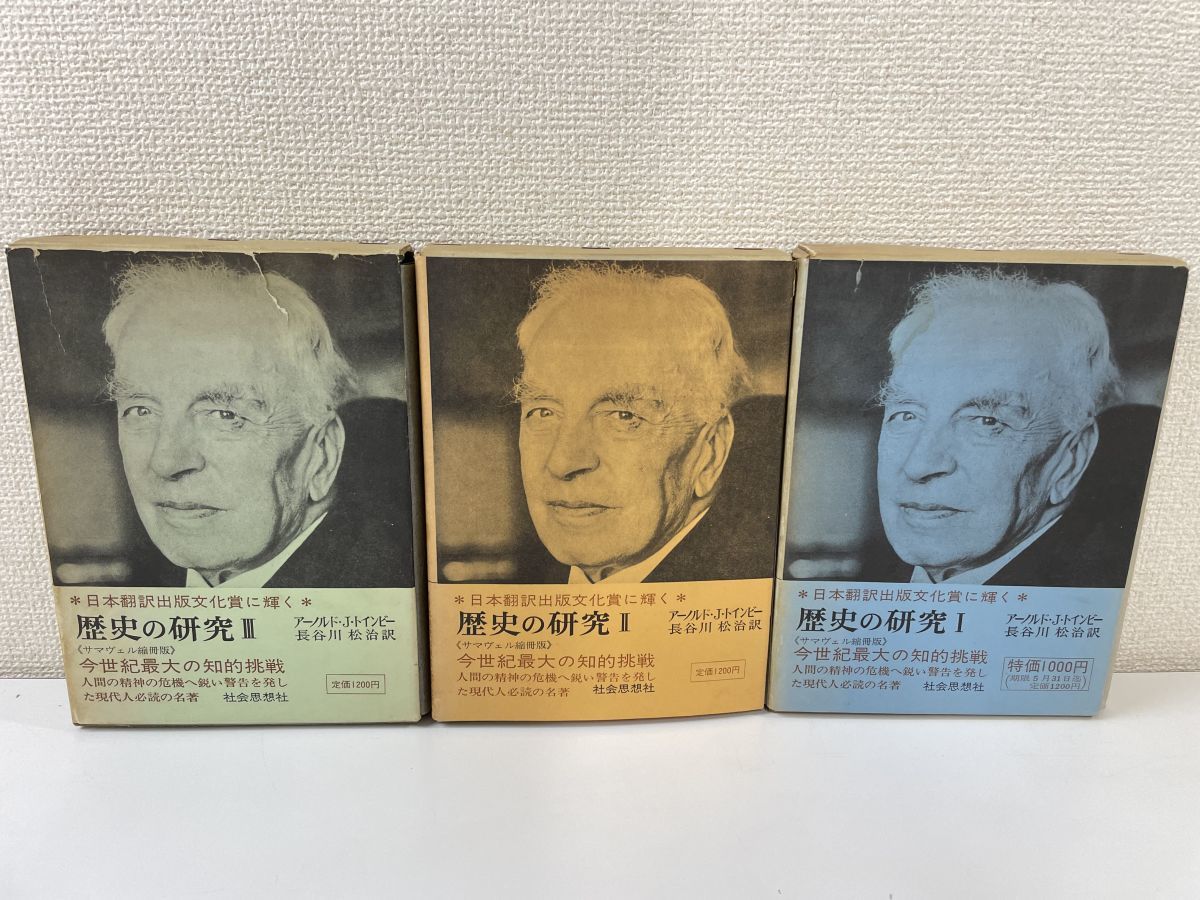 ＊日本翻訳出版文化賞に輝く＊
歴史の研究Ⅲ
アーノルド・J・トインビー
長谷川 松治訳
《サマヴェル縮冊版》
今世紀最大の知的挑戦
人間の精神の危機へ鋭い警告を発し
た現代人必読の名著
社会思想社
定価1200円
＊日本翻訳出版文化賞に輝く＊
歴史の研究Ⅱ
アーノルド・J・トインビー
長谷川 松治訳
《サマヴェル縮冊版》
今世紀最大の知的挑戦
人間の精神の危機へ鋭い警告を発し
た現代人必読の名著
社会思想社
定価1200円
＊日本翻訳出版文化賞に輝く＊
歴史の研究Ⅰ
アーノルド・J・トインビー
長谷川 松治訳
《サマヴェル縮冊版》
今世紀最大の知的挑戦
人間の精神の危機へ鋭い警告を発し
た現代人必読の名著
社会思想社
特価1000円
(期限5月31日迄)
定価1200円